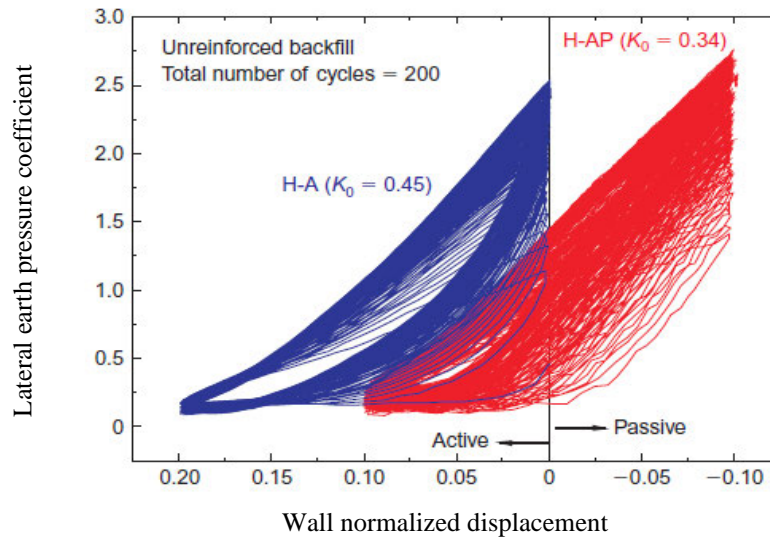 Lateral earth pressure coefficient
3.0
2.5
2.0
1.5
1.0
0.5
0
Unreinforced backfill
Total number of cycles = 200
H-AP (K₀ = 0.34)
H-A (K₀ = 0.45)
Active
Passive
0.20 0.15 0.10 0.05 0 −0.05 −0.10
Wall normalized displacement